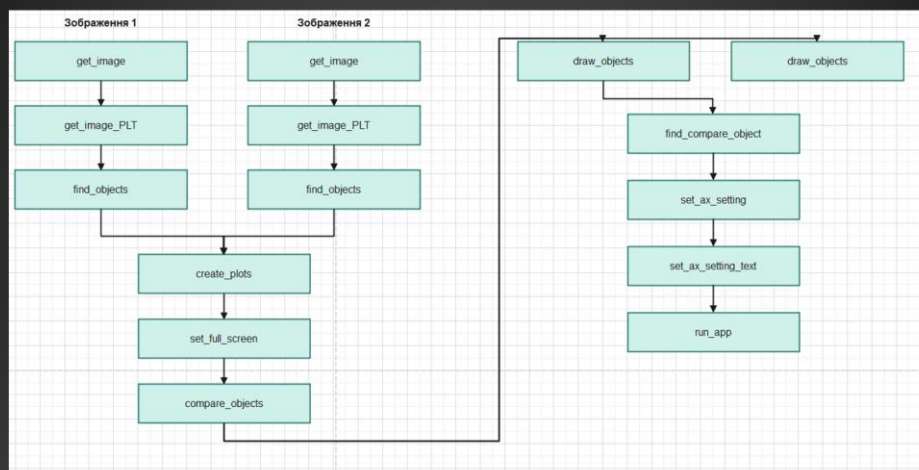 Зображення 1
Зображення 2
get_image
get_image
get_image_PLT
get_image_PLT
find_objects
find_objects
create_plots
set_full_screen
compare_objects
draw_objects
draw_objects
find_compare_object
set_ax_setting
set_ax_setting_text
run_app